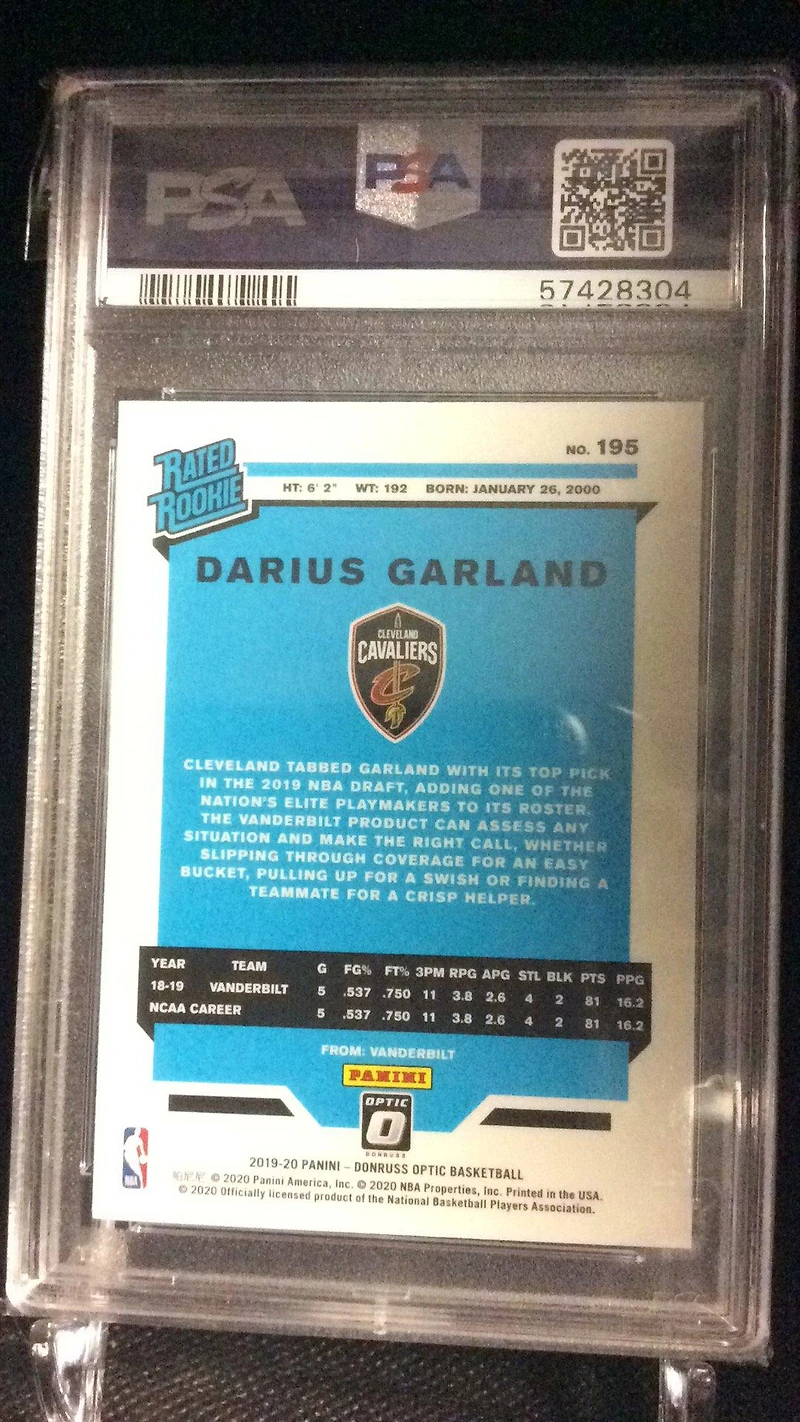 PSA
PSA
57428304
RATED
ROOKIE
NO. 195
HT: 6' 2" WT: 192 BORN: JANUARY 26, 2000
DARIUS GARLAND
CLEVELAND
CAVALIERS
C
CLEVELAND TABBED GARLAND WITH ITS TOP PICK
IN THE 2019 NBA DRAFT, ADDING ONE OF THE
NATION'S ELITE PLAYMAKERS TO ITS ROSTER.
THE VANDERBILT PRODUCT CAN ASSESS ANY
SITUATION AND MAKE THE RIGHT CALL, WHETHER
SLIPPING THROUGH COVERAGE FOR AN EASY
BUCKET, PULLING UP FOR A SWISH OR FINDING A
TEAMMATE FOR A CRISP HELPER.
YEAR TEAM G FG% FT% 3PM RPG APG STL BLK PTS PPG
18-19 VANDERBILT 5 .537 .750 11 3.8 2.6 4 2 81 16.2
NCAA CAREER 5 .537 .750 11 3.8 2.6 4 2 81 16.2
FROM: VANDERBILT
PANINI
OPTIC
O
DONRUSS
NBA
2019-20 PANINI – DONRUSS OPTIC BASKETBALL
帕尼尼 © 2020 Panini America, Inc. © 2020 NBA Properties, Inc. Printed in the USA.
© 2020 Officially licensed product of the National Basketball Players Association.